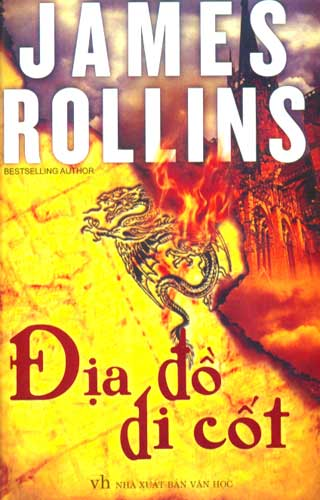 JAMES
ROLLINS
BESTSELLING AUTHOR
Địa đồ
di cốt
vh NHÀ XUẤT BẢN VĂN HỌC